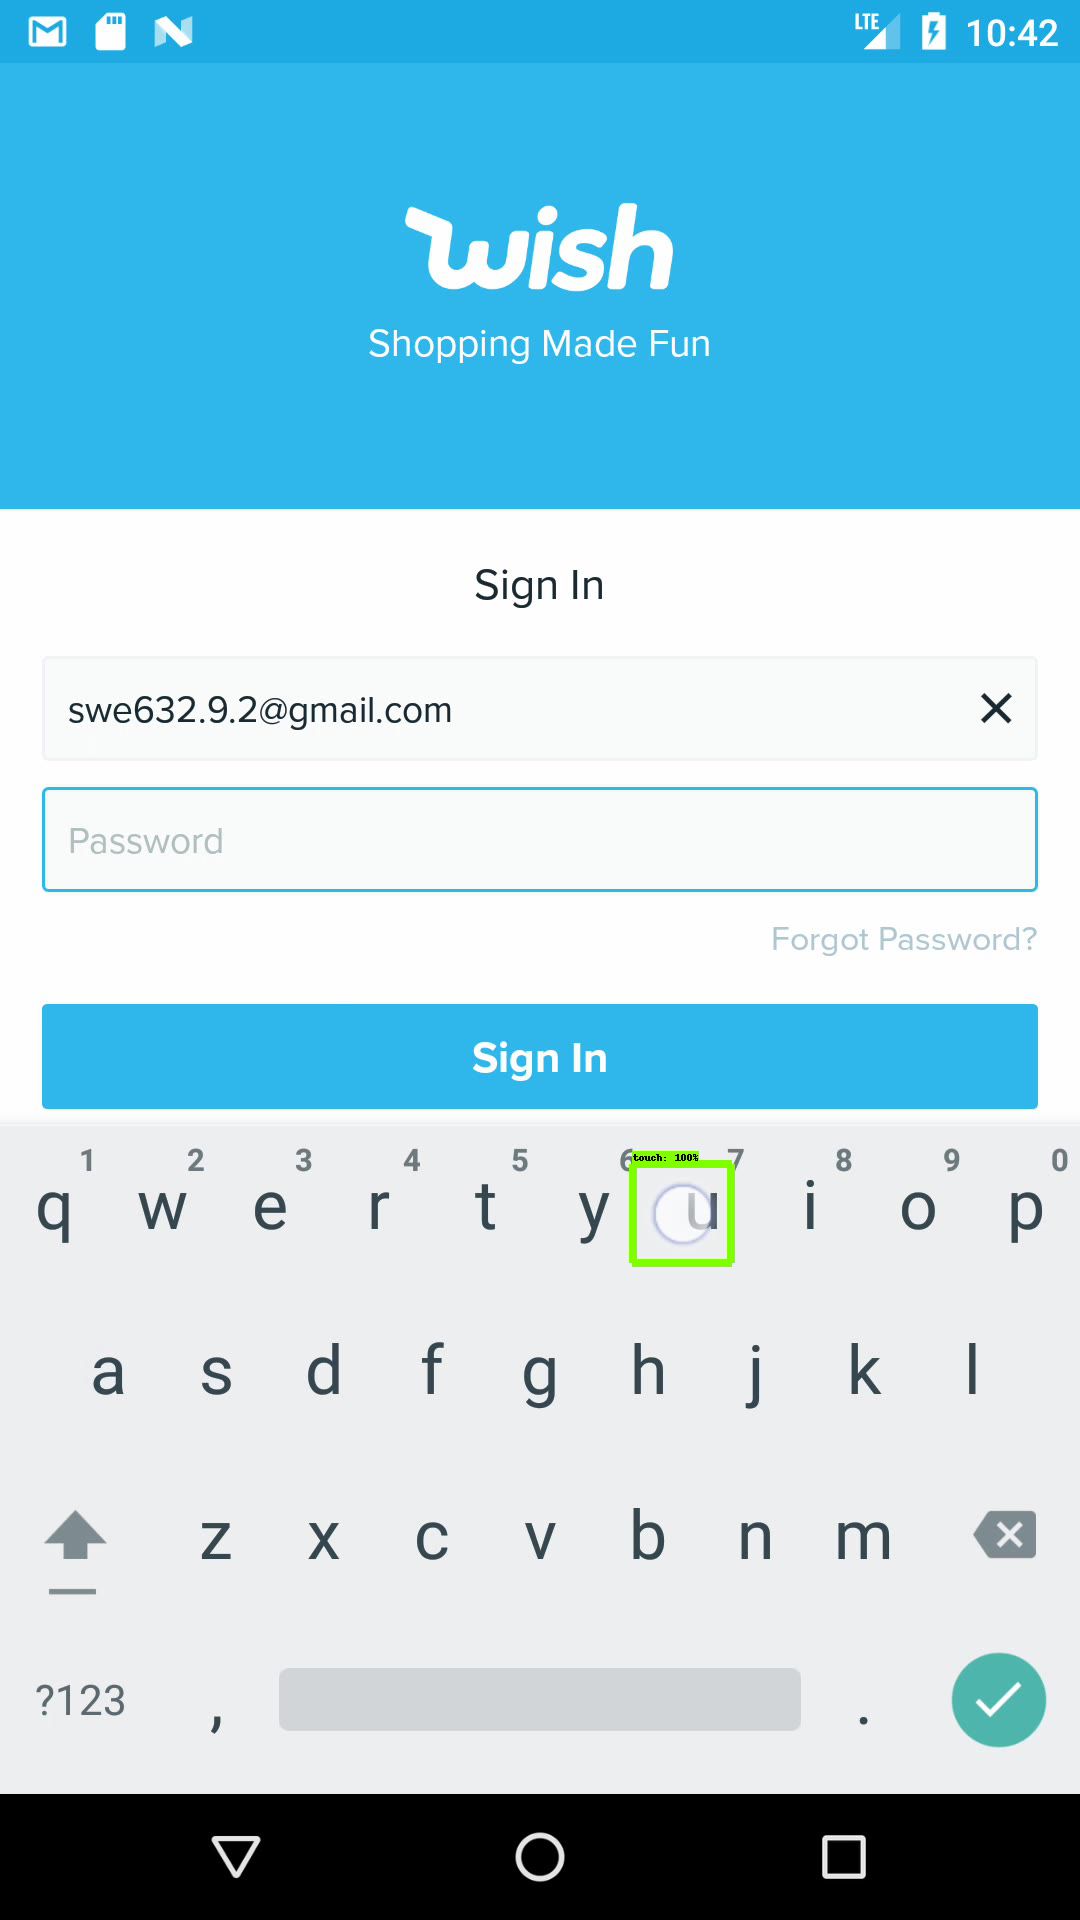 LTE 10:42
wish
Shopping Made Fun
Sign In
swe632.9.2@gmail.com
Password
Forgot Password?
Sign In
1 2 3 4 5 6 7 8 9 0
touch: 100%
q w e r t y u i o p
a s d f g h j k l
z x c v b n m
?123 , .